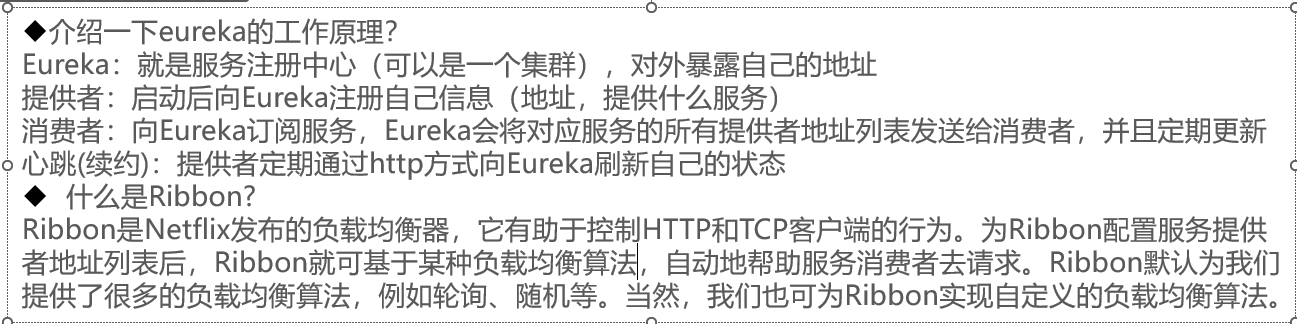 ◆介绍一下eureka的工作原理？
Eureka：就是服务注册中心（可以是一个集群），对外暴露自己的地址
提供者：启动后向Eureka注册自己信息（地址，提供什么服务）
消费者：向Eureka订阅服务，Eureka会将对应服务的所有提供者地址列表发送给消费者，并且定期更新
心跳(续约)：提供者定期通过http方式向Eureka刷新自己的状态
◆ 什么是Ribbon?
Ribbon是Netflix发布的负载均衡器，它有助于控制HTTP和TCP客户端的行为。为Ribbon配置服务提供
者地址列表后，Ribbon就可基于某种负载均衡算法，自动地帮助服务消费者去请求。Ribbon默认为我们
提供了很多的负载均衡算法，例如轮询、随机等。当然，我们也可为Ribbon实现自定义的负载均衡算法。